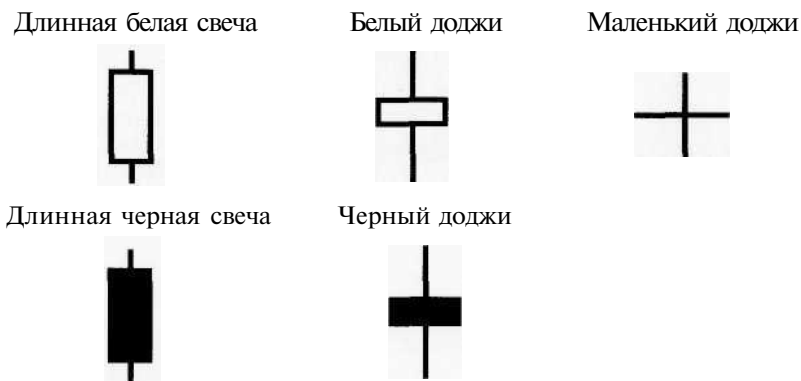 Длинная белая свеча Белый доджи Маленький доджи
Длинная черная свеча Черный доджи